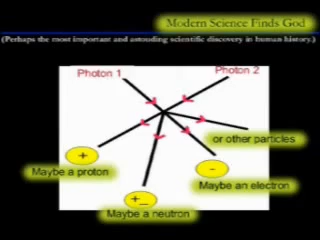 Modern Science Finds God
(Perhaps the most important and astouding scientific discovery in human history.)
Photon 1
Photon 2
or other particles
+
Maybe a proton
-
Maybe an electron
+_
Maybe a neutron